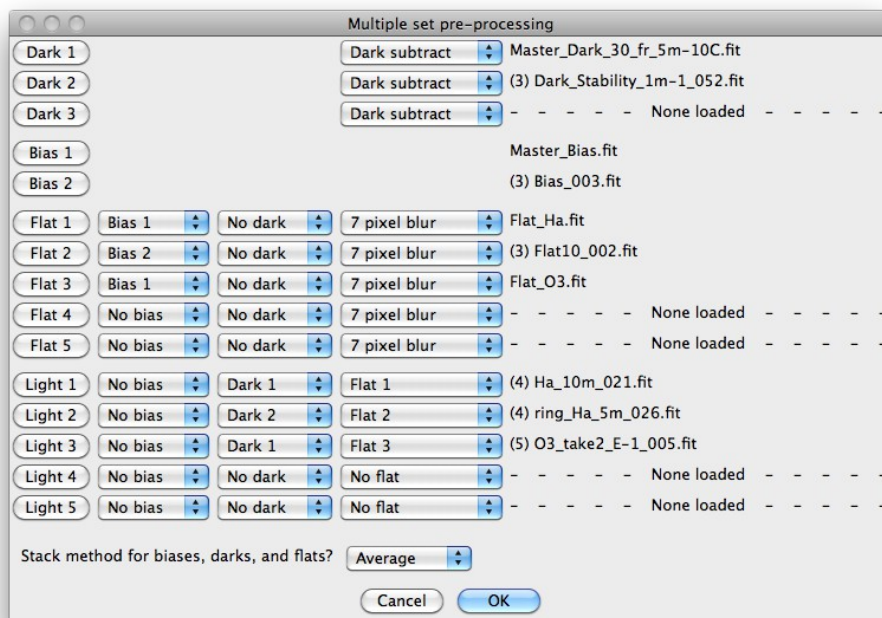 Multiple set pre-processing
Dark 1 Dark subtract Master_Dark_30_fr_5m-10C.fit
Dark 2 Dark subtract (3) Dark_Stability_1m-1_052.fit
Dark 3 Dark subtract - - - - - None loaded - - - - -
Bias 1 Master_Bias.fit
Bias 2 (3) Bias_003.fit
Flat 1 Bias 1 No dark 7 pixel blur Flat_Ha.fit
Flat 2 Bias 2 No dark 7 pixel blur (3) Flat10_002.fit
Flat 3 Bias 1 No dark 7 pixel blur Flat_O3.fit
Flat 4 No bias No dark 7 pixel blur - - - - - None loaded - - - - -
Flat 5 No bias No dark 7 pixel blur - - - - - None loaded - - - - -
Light 1 No bias Dark 1 Flat 1 (4) Ha_10m_021.fit
Light 2 No bias Dark 2 Flat 2 (4) ring_Ha_5m_026.fit
Light 3 No bias Dark 1 Flat 3 (5) O3_take2_E-1_005.fit
Light 4 No bias No dark No flat - - - - - None loaded - - - - -
Light 5 No bias No dark No flat - - - - - None loaded - - - - -
Stack method for biases, darks, and flats? Average
Cancel OK